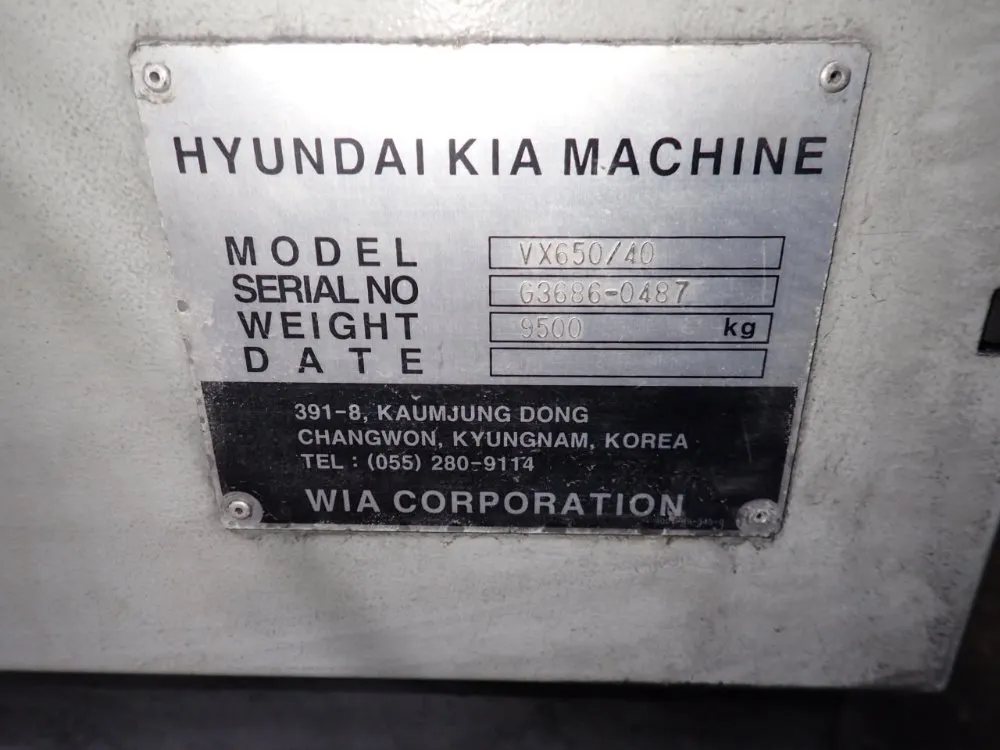 HYUNDAI KIA MACHINE
MODEL VX650/40
SERIAL NO G3686-0487
WEIGHT 9500 kg
DATE
391-8, KAUMJUNG DONG
CHANGWON, KYUNGNAM, KOREA
TEL : (055) 280-9114
WIA CORPORATION